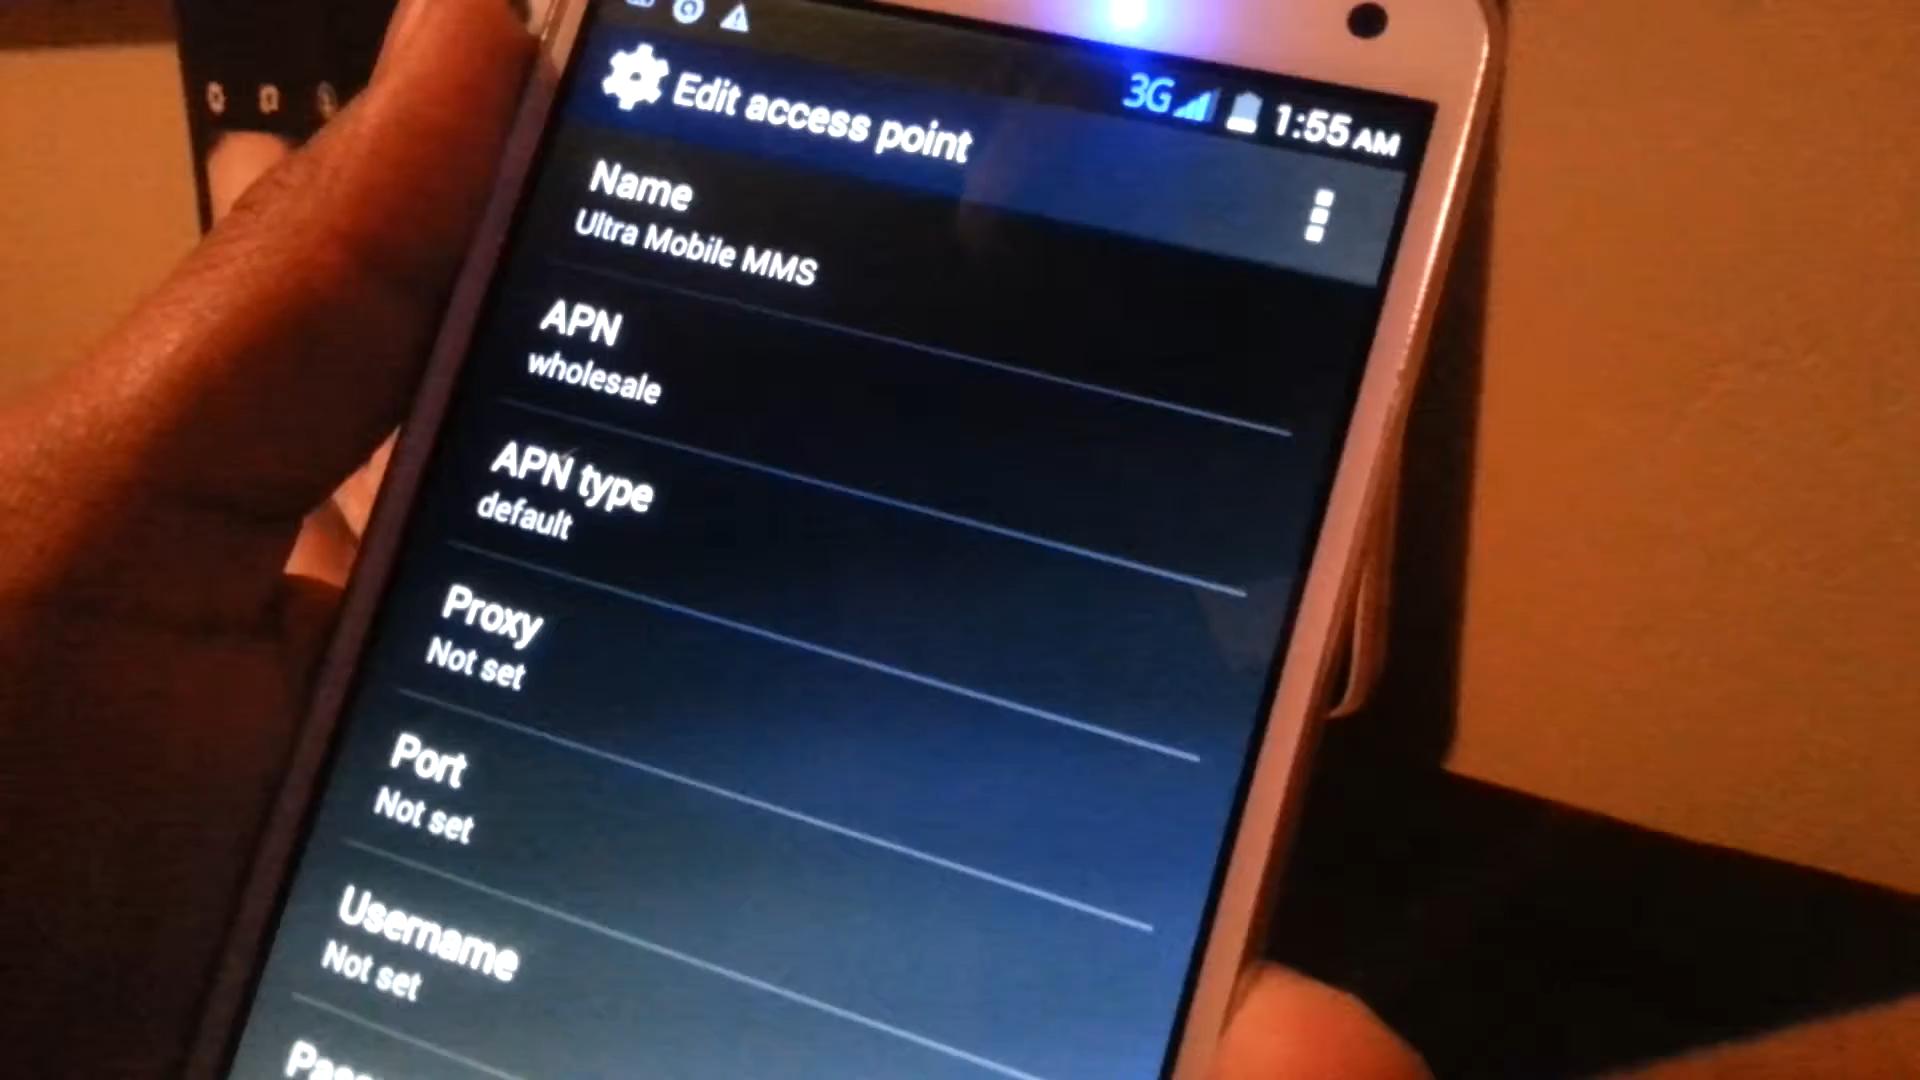 3G 1:55 AM
Edit access point
Name
Ultra Mobile MMS
APN
wholesale
APN type
default
Proxy
Not set
Port
Not set
Username
Not set